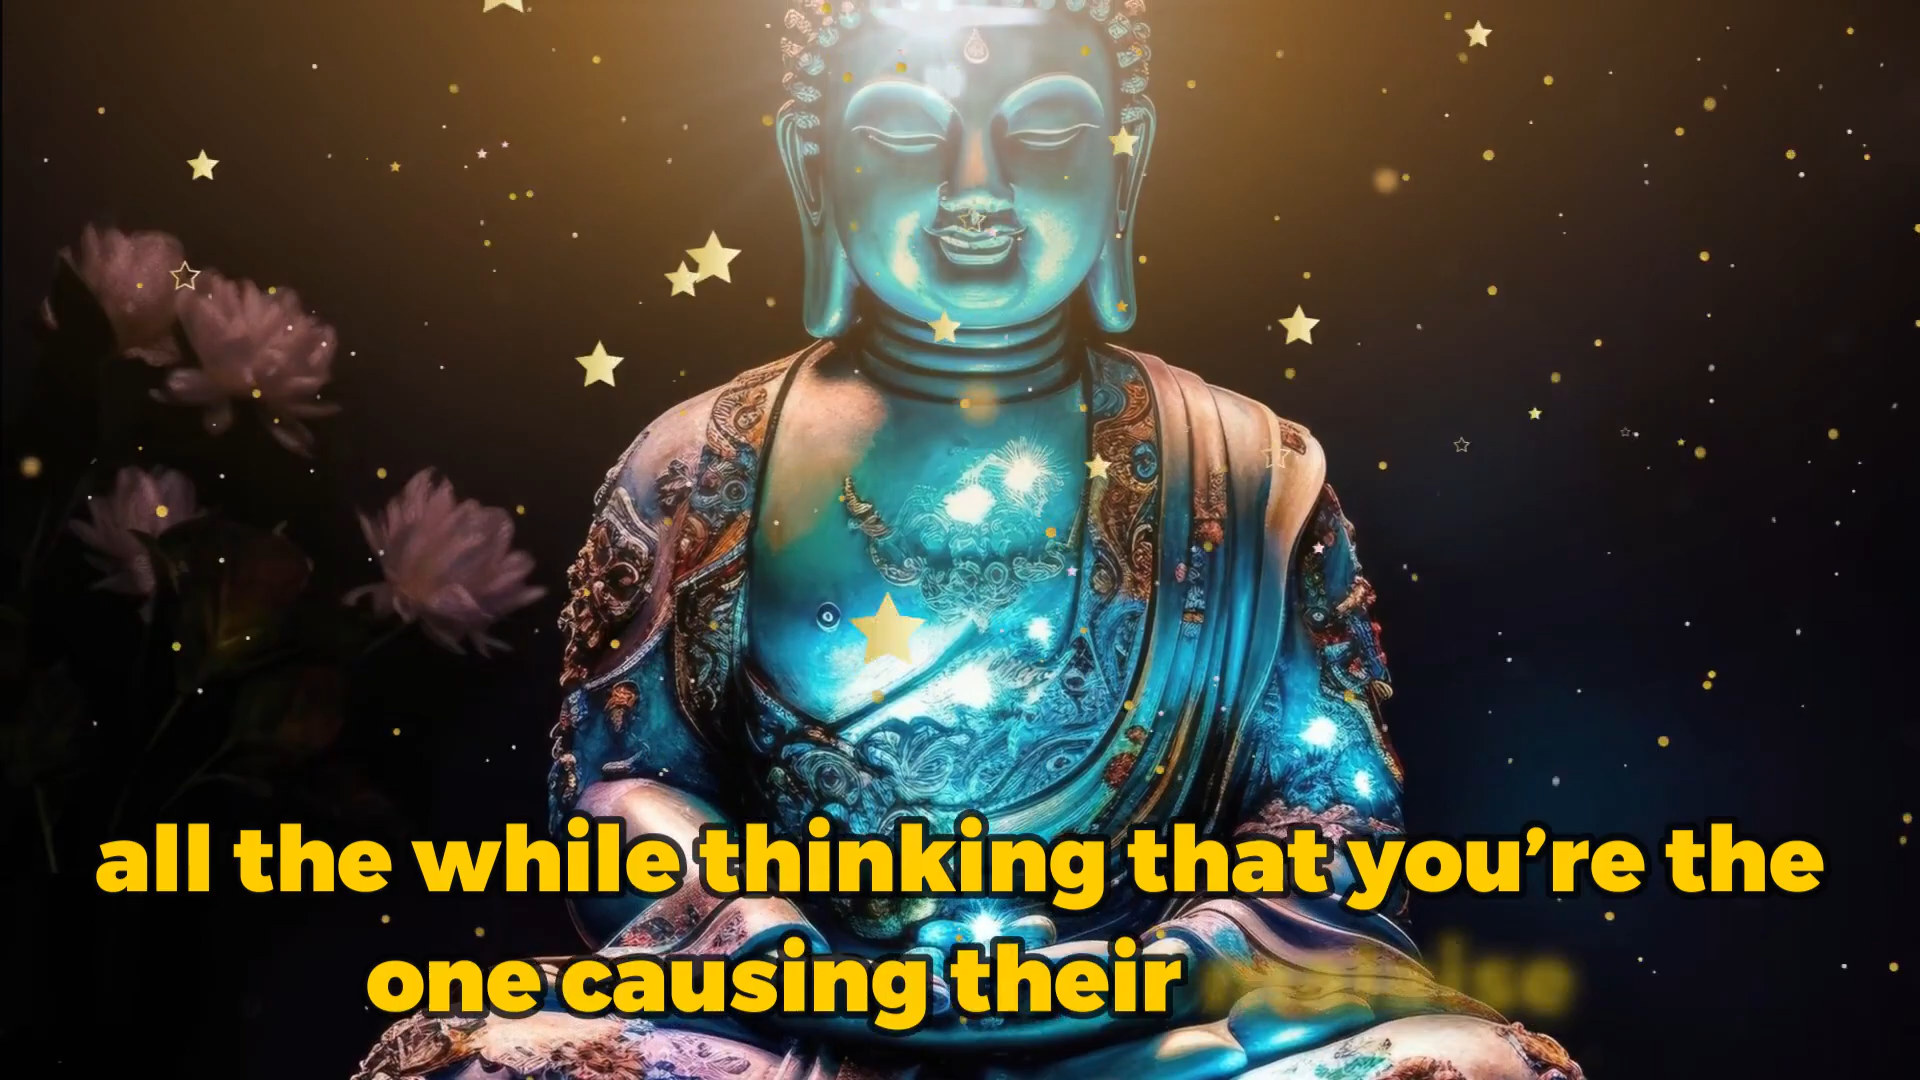 all the while thinking that you’re the
one causing their